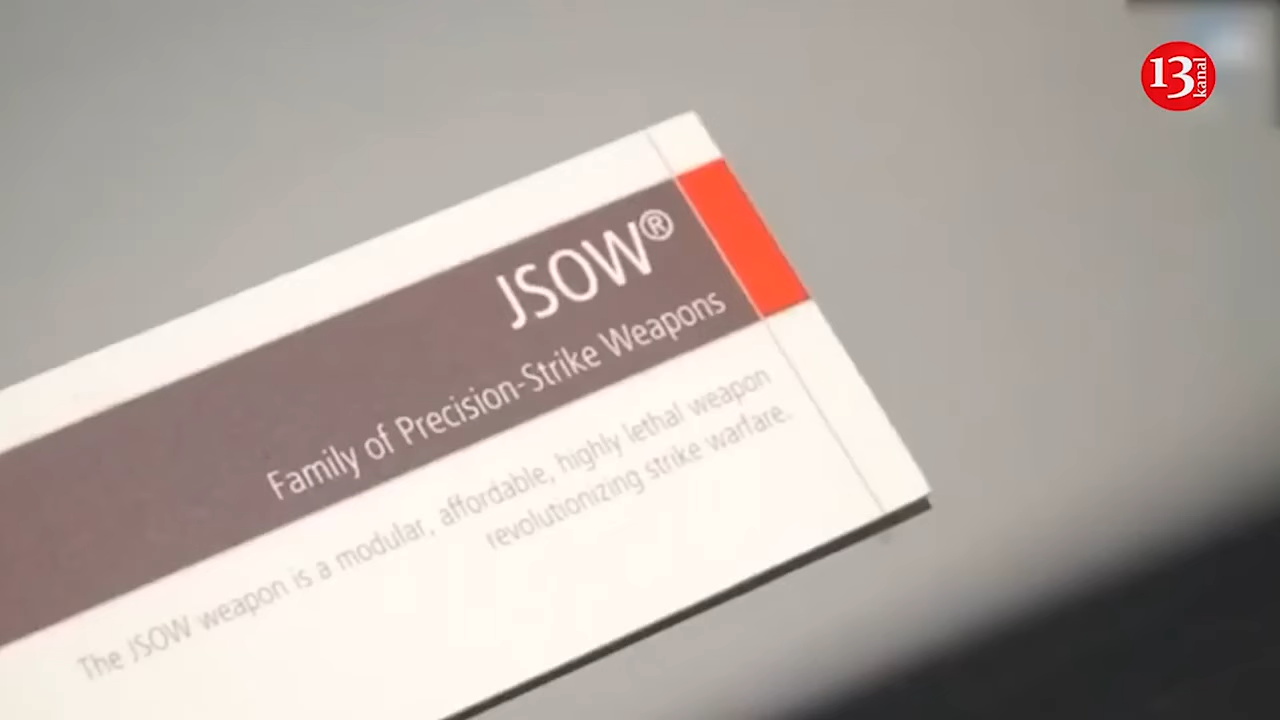 13 kanal
JSOW®
Family of Precision-Strike Weapons
The JSOW weapon is a modular, affordable, highly lethal weapon
revolutionizing strike warfare.